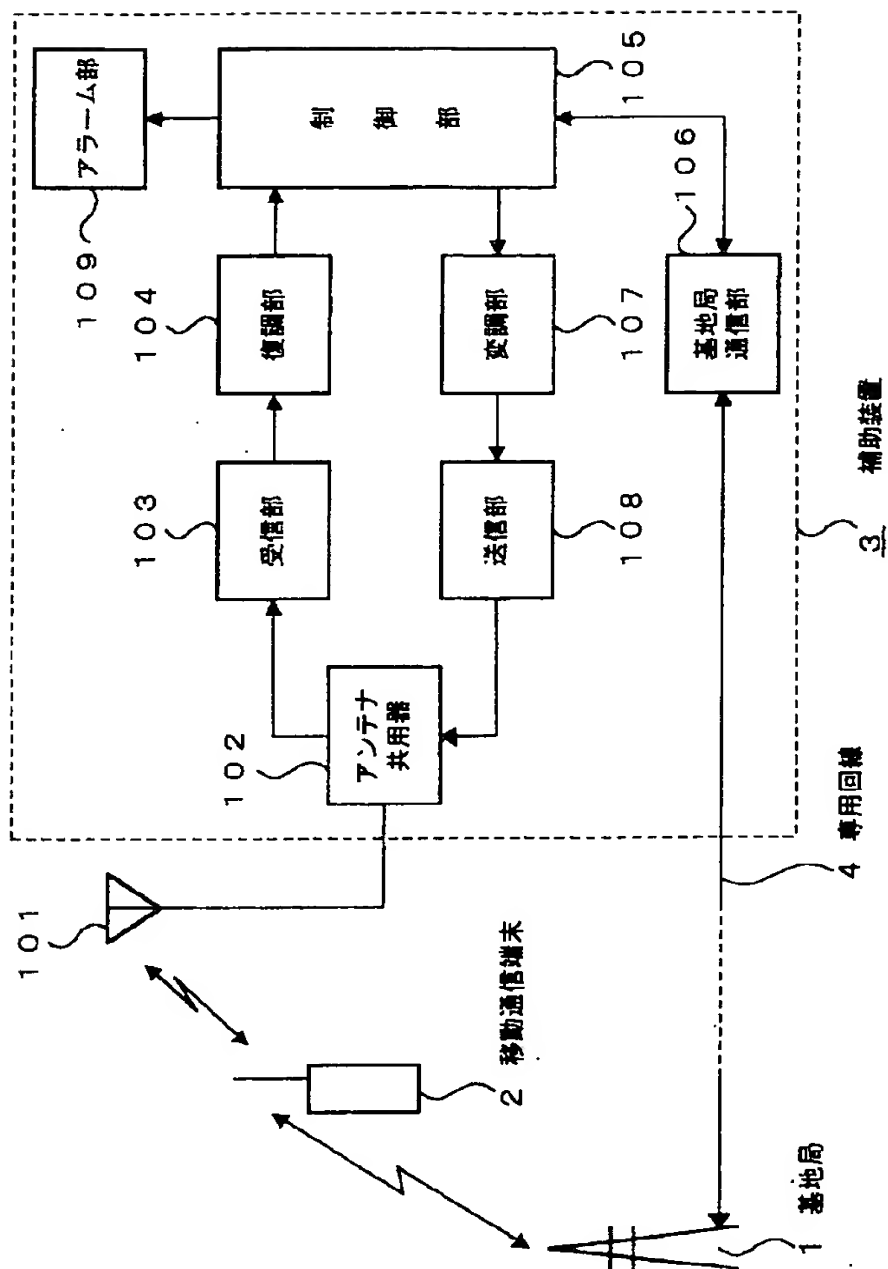 アラーム部
109
制御部
105
復調部
104
変調部
107
基地局
通信部
106
受信部
103
送信部
108
アンテナ
共用器
102
補助装置
3
101
移動通信端末
2
専用回線
4
基地局
1